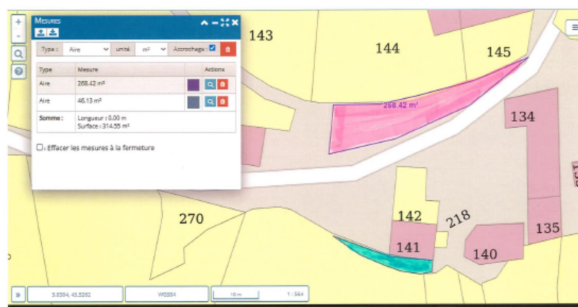 Mesures
Type : Aire unité m² Accrochage :
Type Mesure Actions
Aire 268.42 m²
Aire 46.13 m²
Somme : Longueur : 0.00 m
Surface : 314.55 m²
Effacer les mesures à la fermeture
143
144
145
268.42 m²
134
270
142
218
141
140
135
10 m